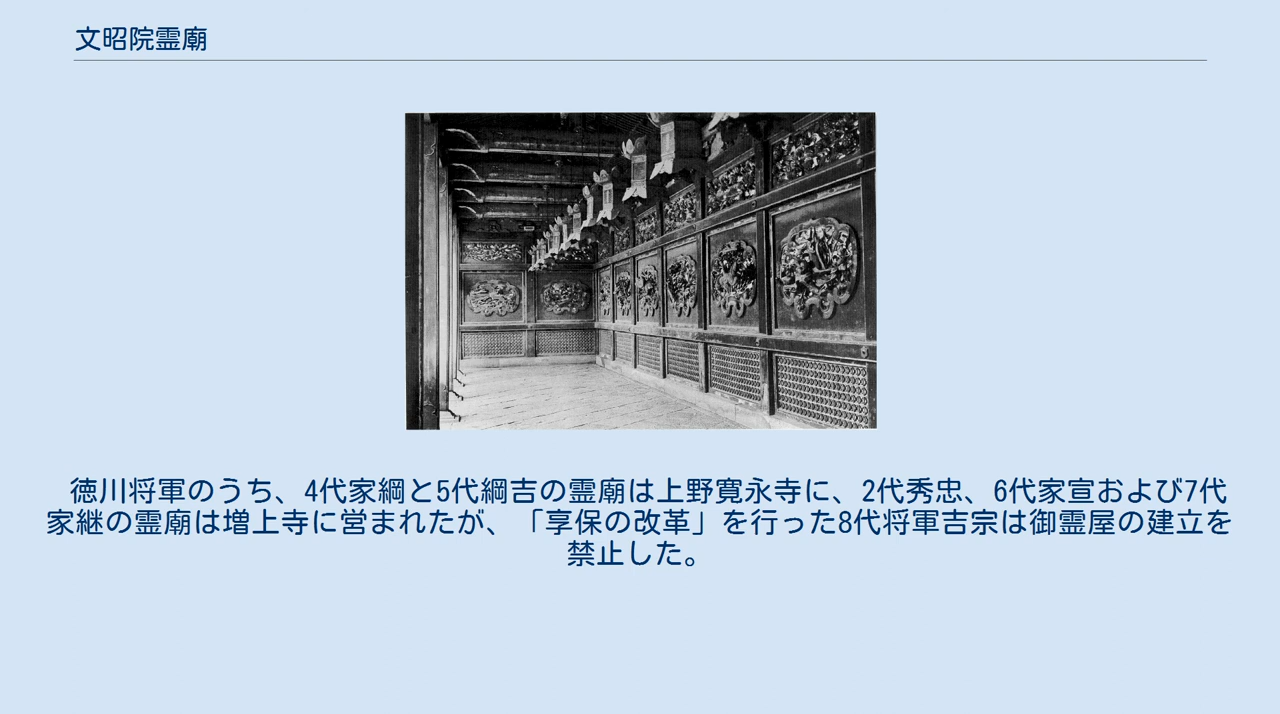 文昭院霊廟
徳川将軍のうち、4代家綱と5代綱吉の霊廟は上野寛永寺に、2代秀忠、6代家宣および7代
家継の霊廟は増上寺に営まれたが、「享保の改革」を行った8代将軍吉宗は御霊屋の建立を
禁止した。